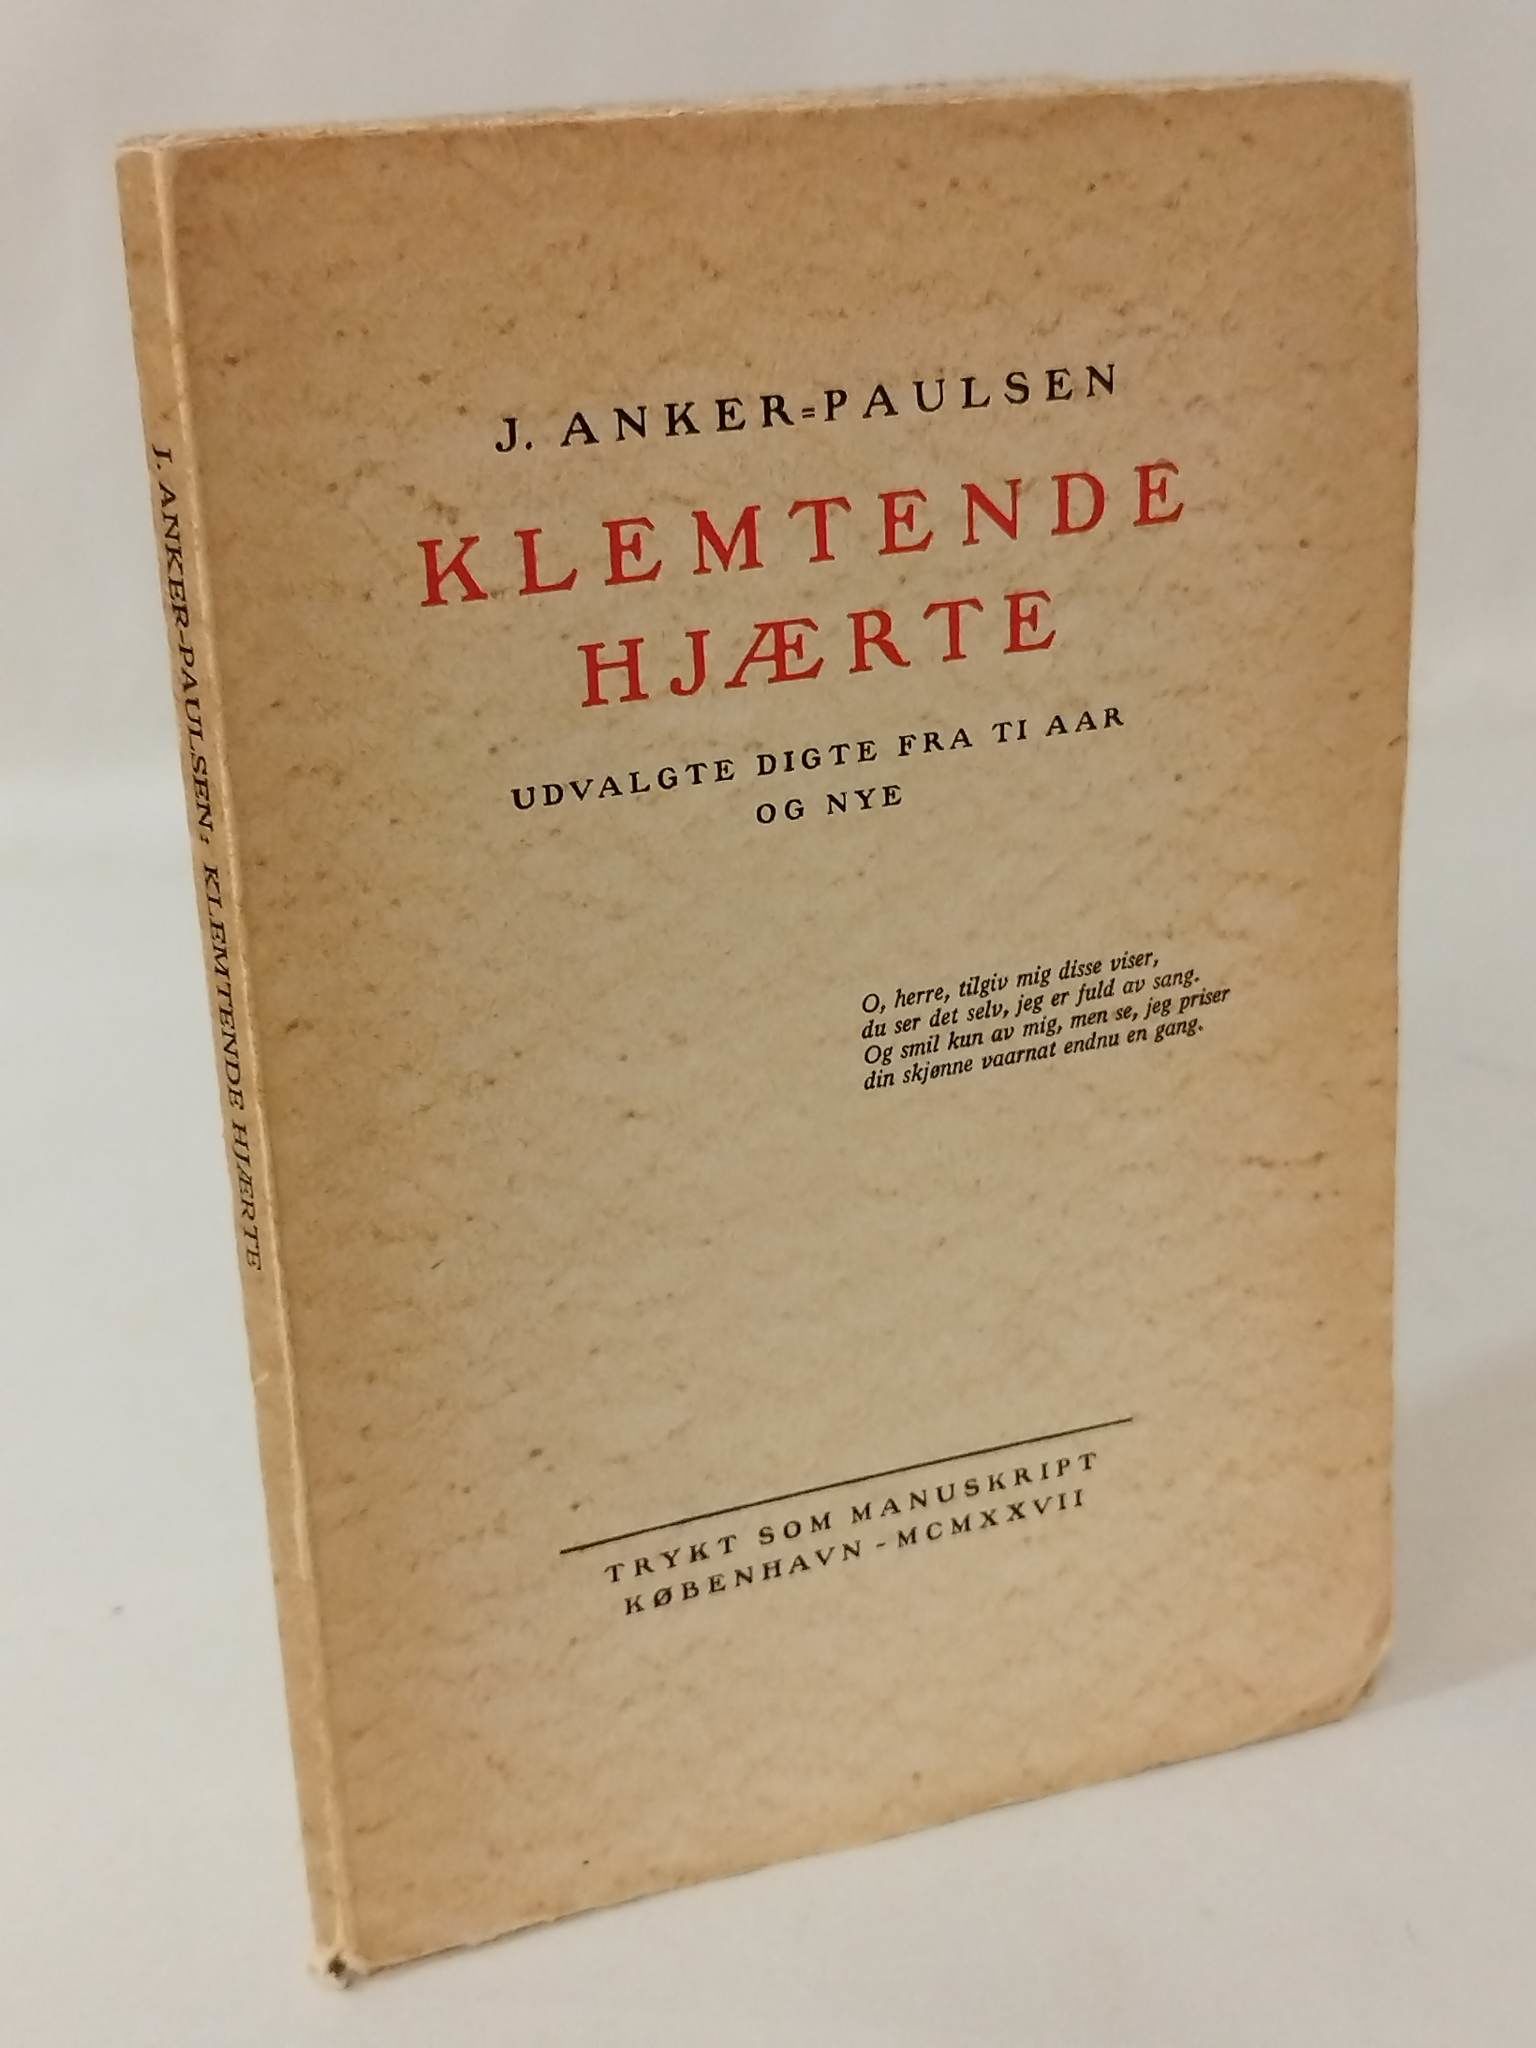 J. ANKER=PAULSEN
KLEMTENDE
HJÆRTE
UDVALGTE DIGTE FRA TI AAR
OG NYE
O, herre, tilgiv mig disse viser,
du ser det selv, jeg er fuld av sang.
Og smil kun av mig, men se, jeg priser
din skjønne vaarnat endnu en gang.
TRYKT SOM MANUSKRIPT
KØBENHAVN - MCMXXVII
J. ANKER-PAULSEN: KLEMTENDE HJÆRTE